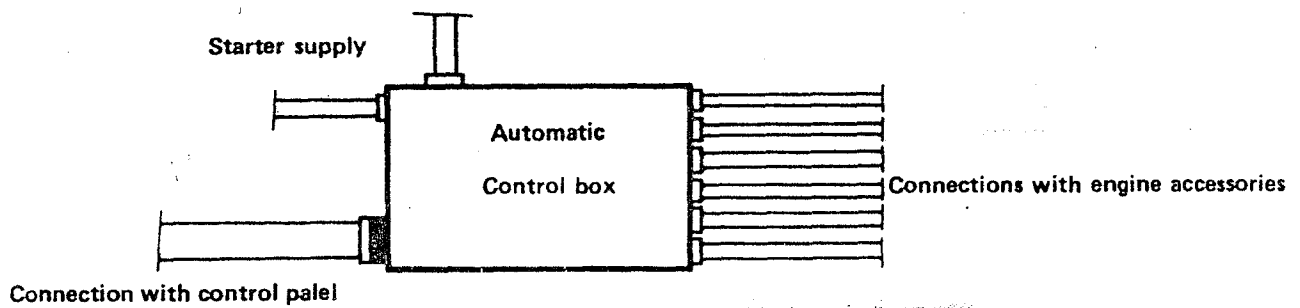 Starter supply
Automatic
Control box
Connections with engine accessories
Connection with control palel